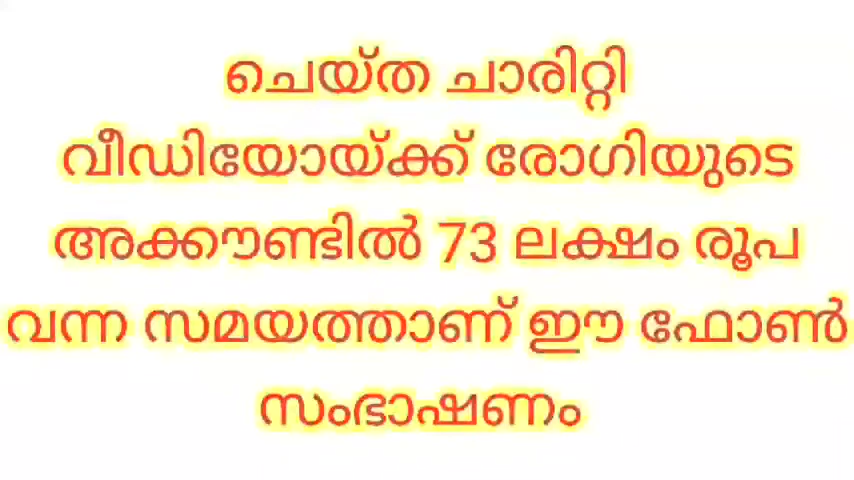 ചെയ്ത ചാരിറ്റി
വീഡിയോയ്ക്ക് രോഗിയുടെ
അക്കൗണ്ടിൽ 73 ലക്ഷം രൂപ
വന്ന സമയത്താണ് ഈ ഫോൺ
സംഭാഷണം